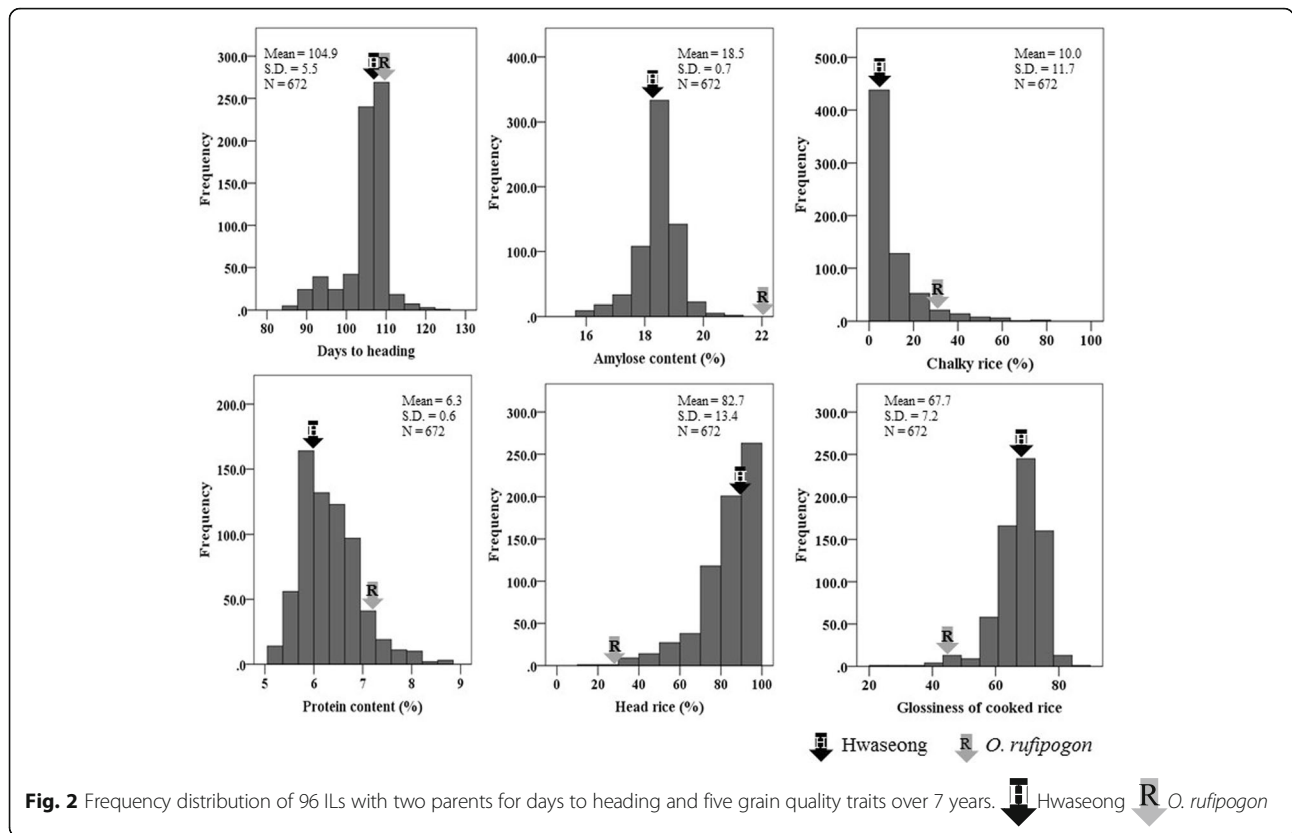 Mean = 104.9
S.D. = 5.5
N = 672
H
R
Frequency
300.0
250.0
200.0
150.0
100.0
50.0
.0
80 90 100 110 120 130
Days to heading
Mean = 18.5
S.D. = 0.7
N = 672
H
R
Frequency
400.0
300.0
200.0
100.0
.0
16 18 20 22
Amylose content (%)
Mean = 10.0
S.D. = 11.7
N = 672
H
R
Frequency
500.0
400.0
300.0
200.0
100.0
.0
0 20 40 60 80 100
Chalky rice (%)
Mean = 6.3
S.D. = 0.6
N = 672
H
R
Frequency
200.0
150.0
100.0
50.0
.0
5 6 7 8 9
Protein content (%)
Mean = 82.7
S.D. = 13.4
N = 672
H
R
Frequency
300.0
250.0
200.0
150.0
100.0
50.0
.0
0 20 40 60 80 100
Head rice (%)
Mean = 67.7
S.D. = 7.2
N = 672
H
R
Frequency
300.0
250.0
200.0
150.0
100.0
50.0
.0
20 40 60 80
Glossiness of cooked rice
H Hwaseong R O. rufipogon
Fig. 2 Frequency distribution of 96 ILs with two parents for days to heading and five grain quality traits over 7 years. H Hwaseong R O. rufipogon